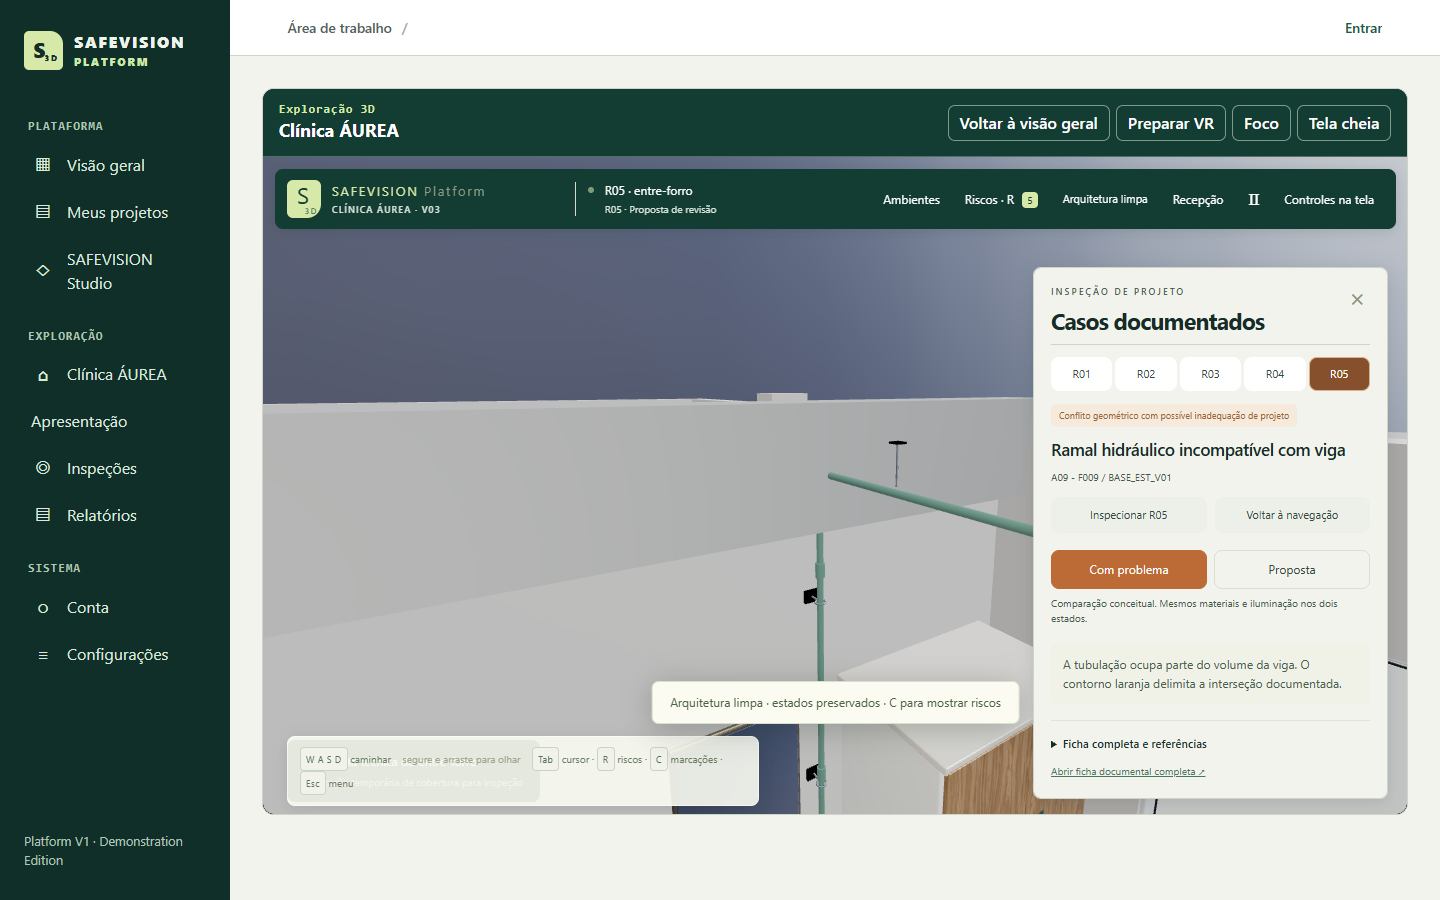 S
3D
SAFEVISION
PLATFORM
PLATAFORMA
Visão geral
Meus projetos
SAFEVISION
Studio
EXPLORAÇÃO
Clínica ÁUREA
Apresentação
Inspeções
Relatórios
SISTEMA
Conta
Configurações
Platform V1 · Demonstration
Edition
Área de trabalho /
Entrar
Exploração 3D
Clínica ÁUREA
Voltar à visão geral
Preparar VR
Foco
Tela cheia
S
3D
SAFEVISION Platform
CLÍNICA ÁUREA · V03
R05 · entre-forro
R05 · Proposta de revisão
Ambientes
Riscos · R 5
Arquitetura limpa
Recepção
Controles na tela
INSPEÇÃO DE PROJETO
Casos documentados
R01
R02
R03
R04
R05
Conflito geométrico com possível inadequação de projeto
Ramal hidráulico incompatível com viga
A09 - F009 / BASE_EST_V01
Inspecionar R05
Voltar à navegação
Com problema
Proposta
Comparação conceitual. Mesmos materiais e iluminação nos dois
estados.
A tubulação ocupa parte do volume da viga. O
contorno laranja delimita a interseção documentada.
Ficha completa e referências
Abrir ficha documental completa ↗
Arquitetura limpa · estados preservados · C para mostrar riscos
W A S D caminhar segure e arraste para olhar Tab cursor · R riscos · C marcações ·
Esc menu
de cobertura para inspeção